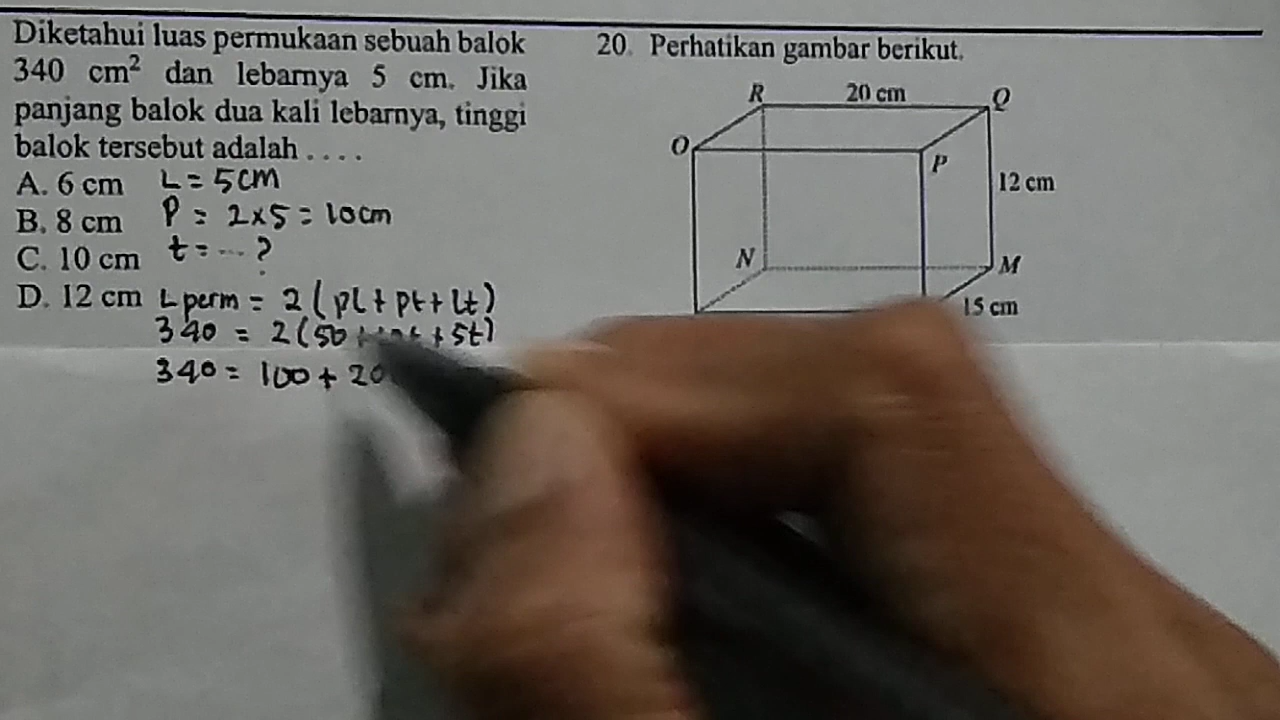 Diketahui luas permukaan sebuah balok
340 cm² dan lebarnya 5 cm. Jika
panjang balok dua kali lebarnya, tinggi
balok tersebut adalah . . . .
A. 6 cm
B. 8 cm
C. 10 cm
D. 12 cm
L = 5cm
P = 2x5 = 10cm
t = ... ?
L perm = 2 (pl + pt + lt)
340 = 2 (50 + + 5t)
340 = 100 + 20
20. Perhatikan gambar berikut.
R 20 cm Q
O P
12 cm
N M
15 cm